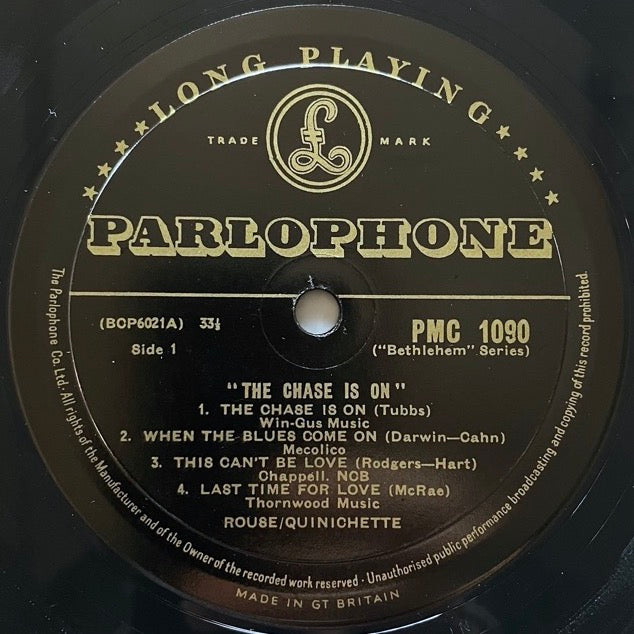 ★★★★LONG PLAYING★★★★
TRADE £ MARK
PARLOPHONE
(BOP6021A) 33⅓
PMC 1090
Side 1
("Bethlehem" Series)
"THE CHASE IS ON"
1. THE CHASE IS ON (Tubbs)
Win-Gus Music
2. WHEN THE BLUES COME ON (Darwin—Cahn)
Mecolico
3. THIS CAN'T BE LOVE (Rodgers—Hart)
Chappell. NCB
4. LAST TIME FOR LOVE (McRae)
Thornwood Music
ROUSE/QUINICHETTE
The Parlophone Co. Ltd. All rights of the Manufacturer and of the Owner of the recorded work reserved · Unauthorised public performance broadcasting and copying of this record prohibited.
MADE IN GT BRITAIN